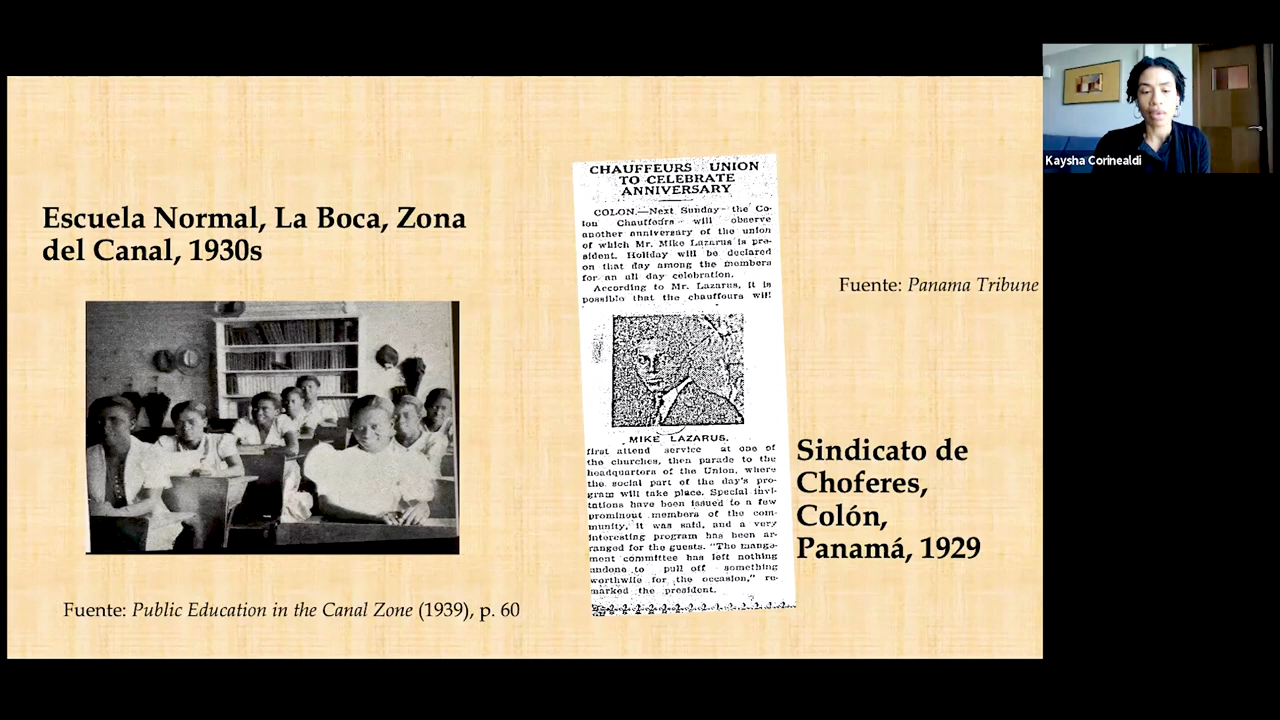 Kaysha Corinealdi
Escuela Normal, La Boca, Zona
del Canal, 1930s
Fuente: Public Education in the Canal Zone (1939), p. 60
CHAUFFEURS UNION
TO CELEBRATE
ANNIVERSARY
COLON.—Next Sunday the Co-
lon Chauffeurs will observe
another anniversary of the union
of which Mr. Mike Lazarus is pre-
sident. Holiday will be declared
on that day among the members
for an all day celebration.
According to Mr. Lazarus, it is
possible that the chauffeurs will
MIKE LAZARUS.
first attend service at one of
the churches, then parade to the
headquarters of the Union, where
the social part of the day's pro-
gram will take place. Special invi-
tations have been issued to a few
prominent members of the com-
munity, it was said, and a very
interesting program has been ar-
ranged for the guests. "The mange-
ment committee has left nothing
undone to pull off something
worthwile for the occasion," re-
marked the president.
Fuente: Panama Tribune
Sindicato de
Choferes,
Colón,
Panamá, 1929